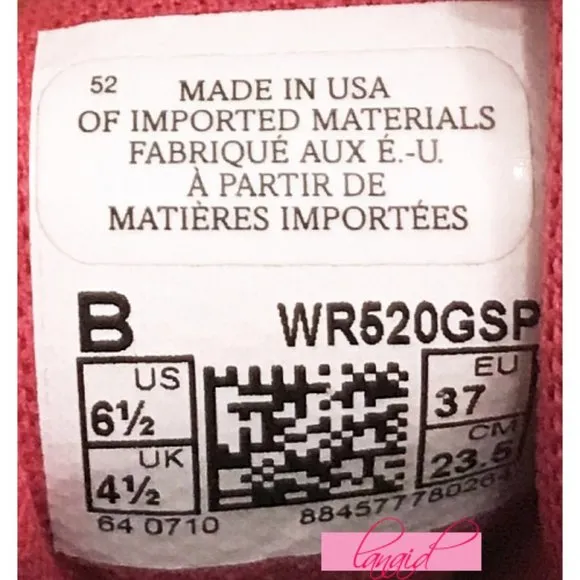 52
MADE IN USA
OF IMPORTED MATERIALS
FABRIQUÉ AUX É.-U.
À PARTIR DE
MATIÈRES IMPORTÉES
B WR520GSP
US
6½
UK
4½
EU
37
CM
23.5
64 0710
langid